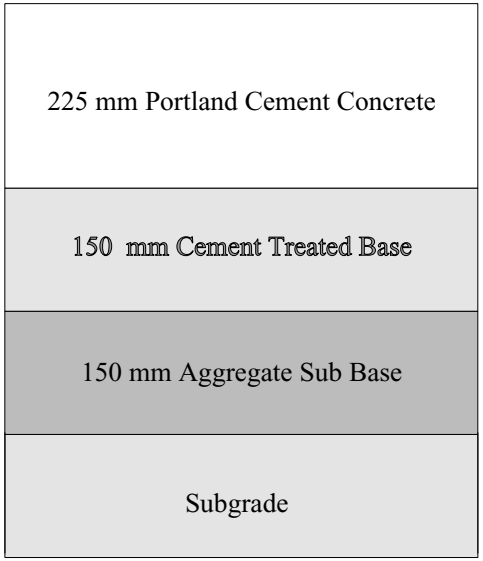 225 mm Portland Cement Concrete
150 mm Cement Treated Base
150 mm Aggregate Sub Base
Subgrade